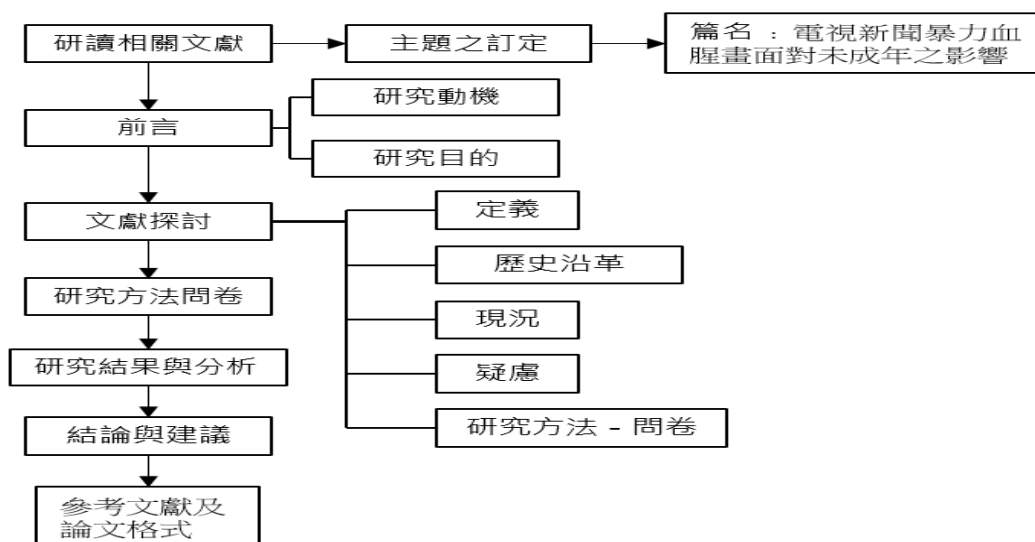 研讀相關文獻
主題之訂定
篇名：電視新聞暴力血
腥畫面對未成年之影響
前言
研究動機
研究目的
文獻探討
定義
歷史沿革
現況
疑慮
研究方法－問卷
研究方法問卷
研究結果與分析
結論與建議
參考文獻及
論文格式